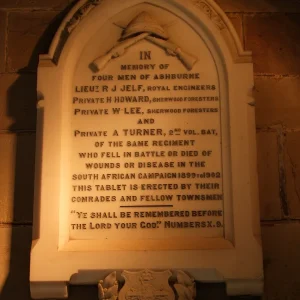 IN
MEMORY OF
FOUR MEN OF ASHBOURNE
LIEUT R J JELF, ROYAL ENGINEERS
PRIVATE H HOWARD, SHERWOOD FORESTERS
PRIVATE W LEE, SHERWOOD FORESTERS
AND
PRIVATE A TURNER, 2ND VOL. BAT,
OF THE SAME REGIMENT
WHO FELL IN BATTLE OR DIED OF
WOUNDS OR DISEASE IN THE
SOUTH AFRICAN CAMPAIGN 1899 TO 1902
THIS TABLET IS ERECTED BY THEIR
COMRADES AND FELLOW TOWNSMEN
"YE SHALL BE REMEMBERED BEFORE
THE LORD YOUR GOD." NUMBERS X. 9.